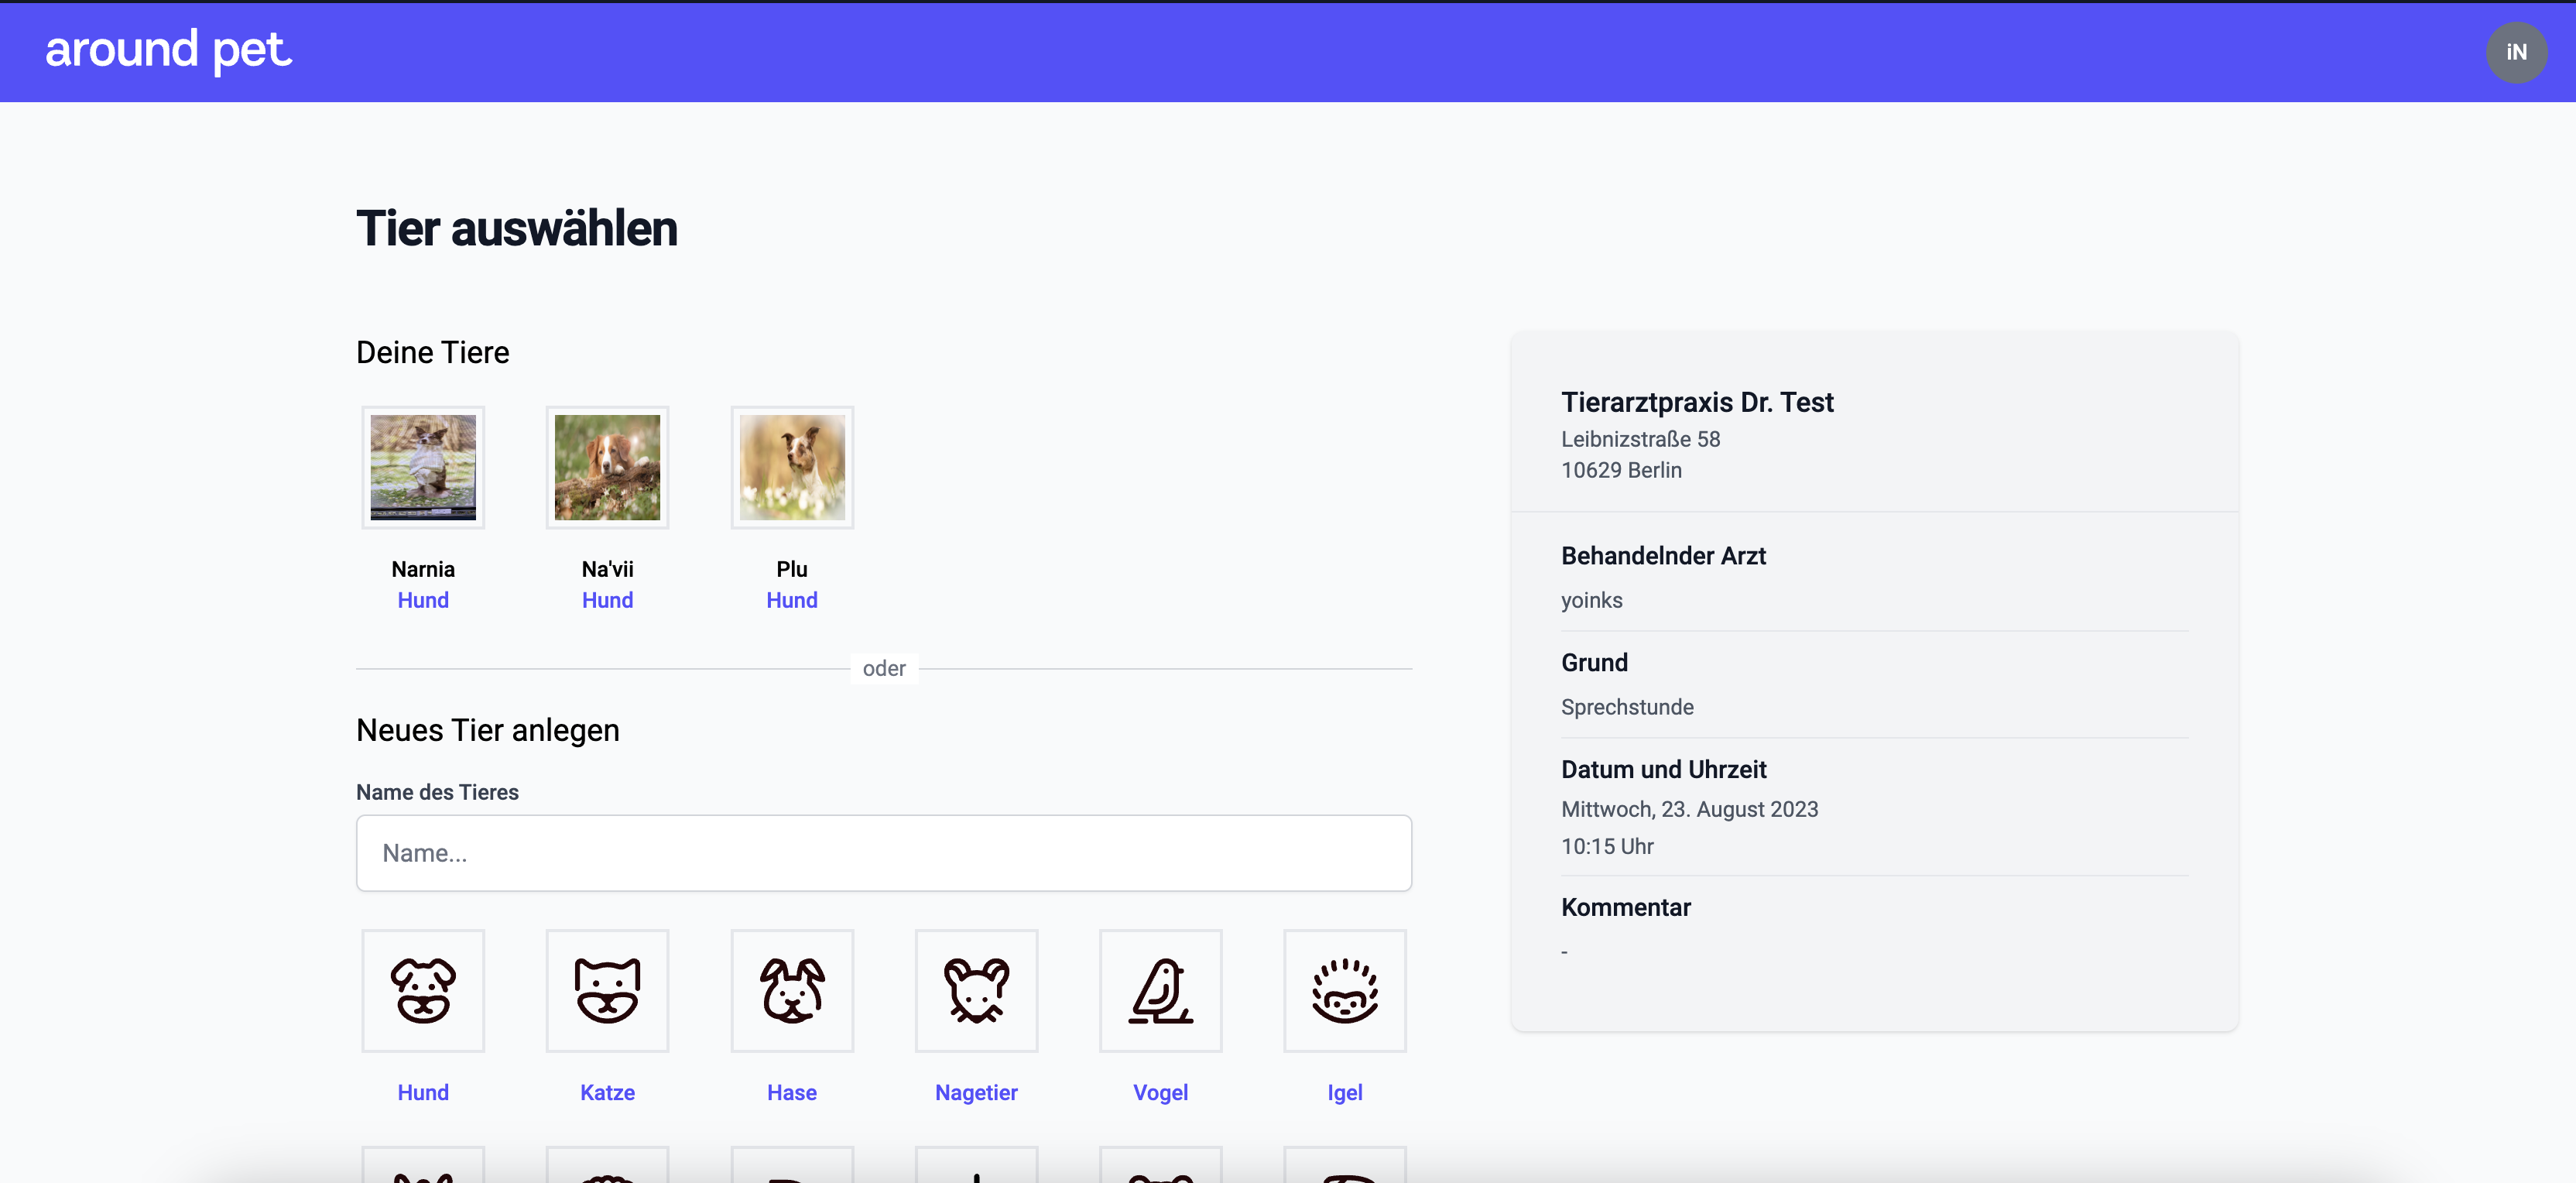 around pet.
iN
Tier auswählen
Deine Tiere
Narnia
Hund
Na'vii
Hund
Plu
Hund
oder
Neues Tier anlegen
Name des Tieres
Name...
Hund
Katze
Hase
Nagetier
Vogel
Igel
Tierarztpraxis Dr. Test
Leibnizstraße 58
10629 Berlin
Behandelnder Arzt
yoinks
Grund
Sprechstunde
Datum und Uhrzeit
Mittwoch, 23. August 2023
10:15 Uhr
Kommentar
-